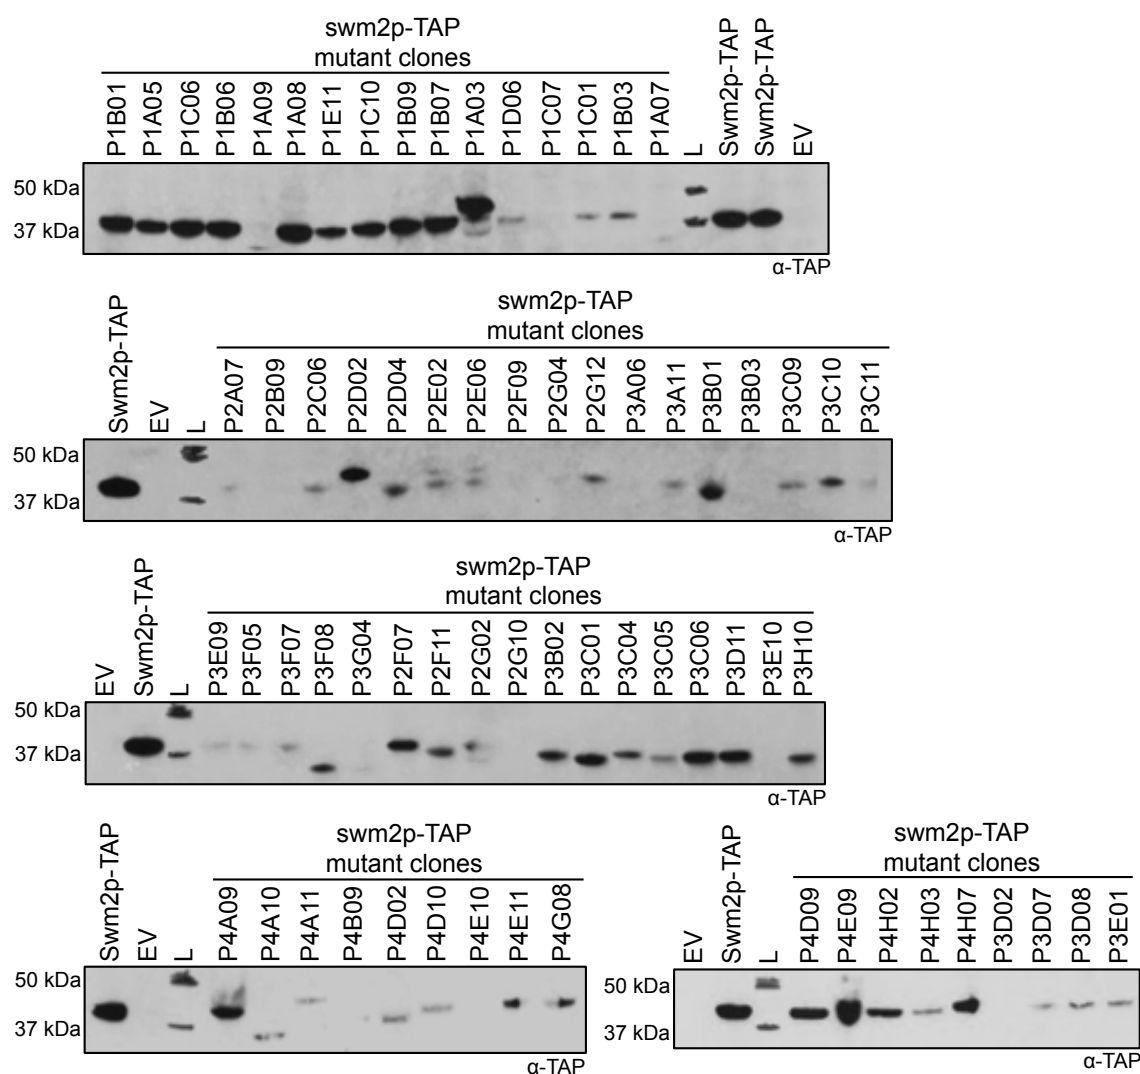 swm2p-TAP
mutant clones
P1B01 P1A05 P1C06 P1B06 P1A09 P1A08 P1E11 P1C10 P1B09 P1B07 P1A03 P1D06 P1C07 P1C01 P1B03 P1A07 L Swm2p-TAP Swm2p-TAP EV
50 kDa
37 kDa
α-TAP
swm2p-TAP
mutant clones
Swm2p-TAP EV L P2A07 P2B09 P2C06 P2D02 P2D04 P2E02 P2E06 P2F09 P2G04 P2G12 P3A06 P3A11 P3B01 P3B03 P3C09 P3C10 P3C11
50 kDa
37 kDa
α-TAP
swm2p-TAP
mutant clones
EV Swm2p-TAP L P3E09 P3F05 P3F07 P3F08 P3G04 P2F07 P2F11 P2G02 P2G10 P3B02 P3C01 P3C04 P3C05 P3C06 P3D11 P3E10 P3H10
50 kDa
37 kDa
α-TAP
swm2p-TAP
mutant clones
Swm2p-TAP EV L P4A09 P4A10 P4A11 P4B09 P4D02 P4D10 P4E10 P4E11 P4G08
50 kDa
37 kDa
α-TAP
swm2p-TAP
mutant clones
EV Swm2p-TAP L P4D09 P4E09 P4H02 P4H03 P4H07 P3D02 P3D07 P3D08 P3E01
50 kDa
37 kDa
α-TAP